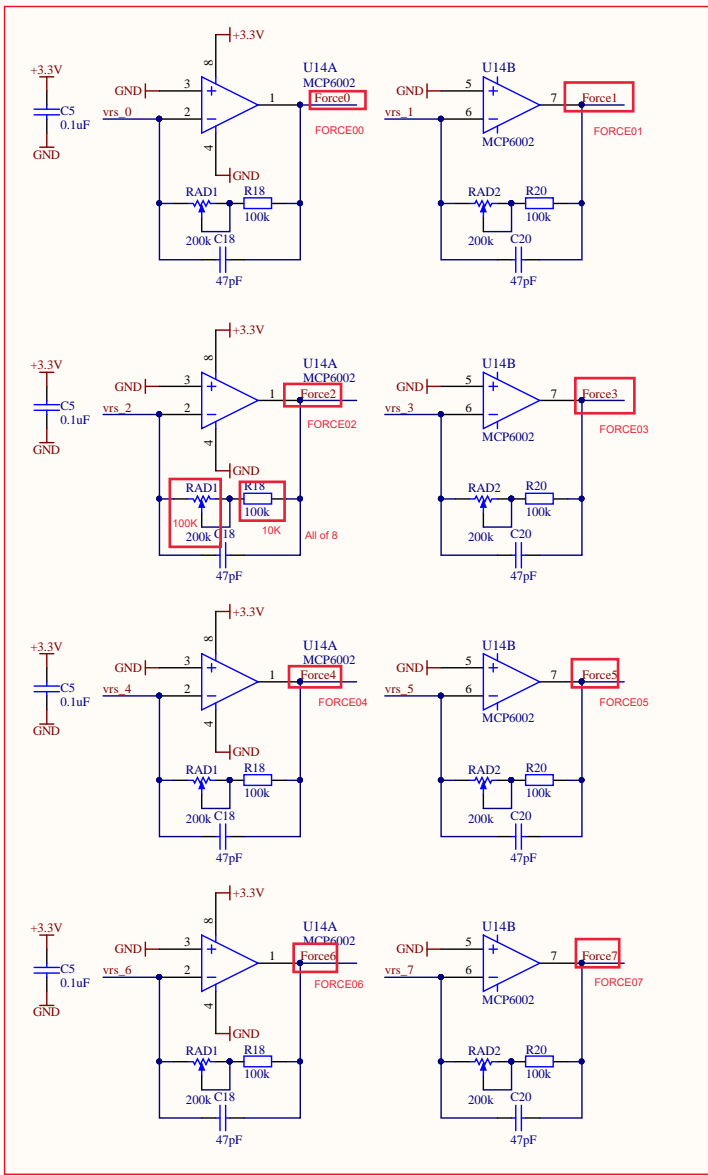 +3.3V
U14A
MCP6002
+3.3V
C5
0.1uF
GND
GND
vrs_0
3
2
8
4
1
Force0
FORCE00
GND
RAD1
R18
100k
200k
C18
47pF
U14B
GND
vrs_1
5
6
7
Force1
FORCE01
MCP6002
RAD2
R20
100k
200k
C20
47pF
+3.3V
U14A
MCP6002
+3.3V
C5
0.1uF
GND
GND
vrs_2
3
2
8
4
1
Force2
FORCE02
GND
RAD1
R18
100K
100k
10K
All of 8
200k
C18
47pF
U14B
GND
vrs_3
5
6
7
Force3
FORCE03
MCP6002
RAD2
R20
100k
200k
C20
47pF
+3.3V
U14A
MCP6002
+3.3V
C5
0.1uF
GND
GND
vrs_4
3
2
8
4
1
Force4
FORCE04
GND
RAD1
R18
100k
200k
C18
47pF
U14B
GND
vrs_5
5
6
7
Force5
FORCE05
MCP6002
RAD2
R20
100k
200k
C20
47pF
+3.3V
U14A
MCP6002
+3.3V
C5
0.1uF
GND
GND
vrs_6
3
2
8
4
1
Force6
FORCE06
GND
RAD1
R18
100k
200k
C18
47pF
U14B
GND
vrs_7
5
6
7
Force7
FORCE07
MCP6002
RAD2
R20
100k
200k
C20
47pF